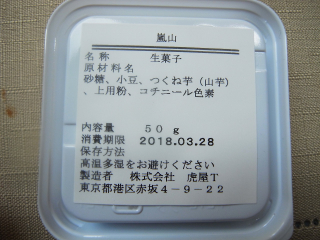 嵐山
名称　生菓子
原材料名
砂糖、小豆、つくね芋（山芋）
、上用粉、コチニール色素
内容量　５０ｇ
消費期限　2018.03.28
保存方法
高温多湿をお避けください
製造者　株式会社　虎屋Ｔ
東京都港区赤坂４－９－２２